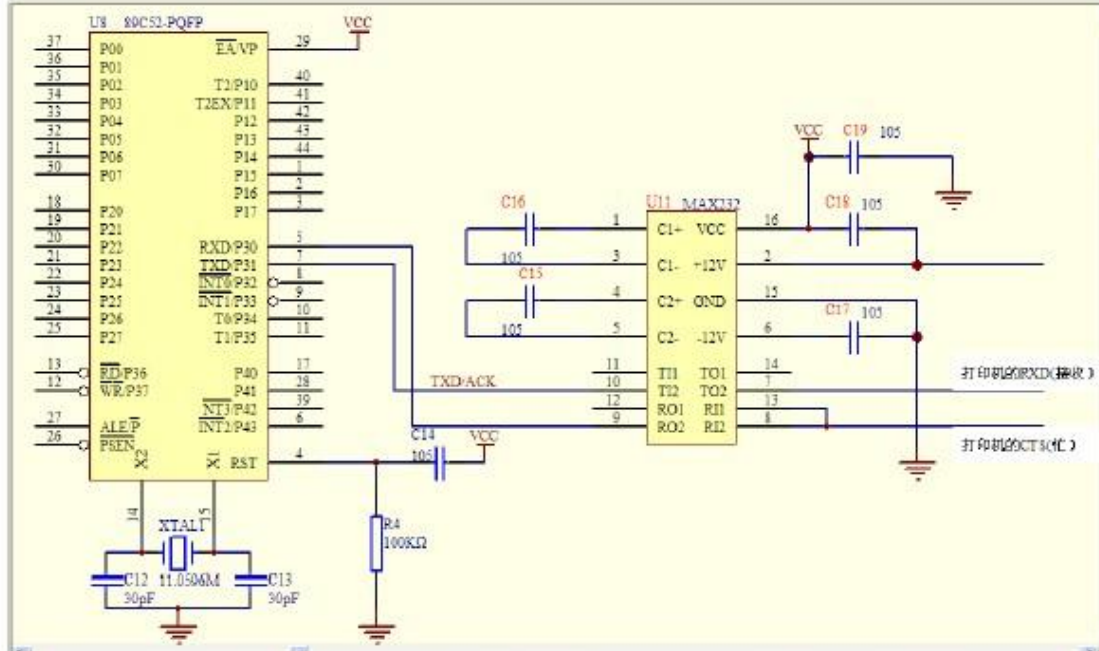 U8 89C52-PQFP
VCC
37 P00 EA/VP 29
36 P01
35 P02 T2/P10 40
34 P03 T2EX/P11 41
33 P04 P12 42
32 P05 P13 43
31 P06 P14 44
30 P07 P15 1
P16 2
18 P20 P17 3
19 P21
20 P22 RXD/P30 5
21 P23 TXD/P31 7
22 P24 INT0/P32 8
23 P25 INT1/P33 9
24 P26 T0/P34 10
25 P27 T1/P35 11
13 RD/P36 P40 17
12 WR/P37 P41 28
NT3/P42 39
27 ALE/P INT2/P43 6
26 PSEN
X2 X1 RST 4
14 15
XTAL1
11.0596M
C12
30pF
C13
30pF
C14
105
VCC
R4
100KΩ
TXD/ACK
VCC C19 105
U11 MAX232
C16
105
C15
105
C18 105
C17 105
1 C1+ VCC 16
3 C1- +12V 2
4 C2+ GND 15
5 C2- -12V 6
11 TI1 TO1 14
10 TI2 TO2 7
12 RO1 RI1 13
9 RO2 RI2 8
打印机的RXD(接收)
打印机的CTS(忙)